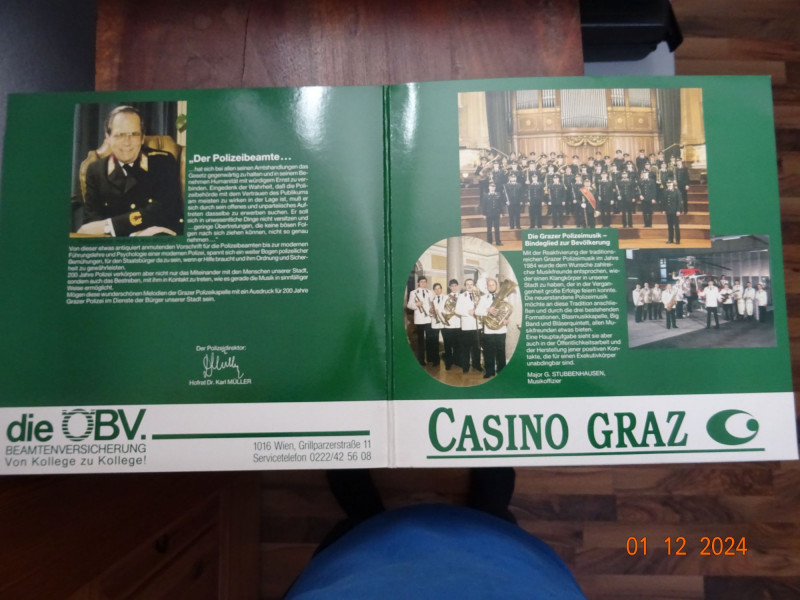 „Der Polizeibeamte...
... hat sich bei allen seinen Amtshandlungen das
Gesetz gegenwärtig zu halten und in seinem Be-
nehmen Humanität mit würdigem Ernst zu ver-
binden. Eingedenk der Wahrheit, daß die Poli-
zeibehörde mit dem Vertrauen des Publikums
am meisten zu wirken in der Lage ist, muß er
sich durch sein offenes und unparteiisches Auf-
treten dasselbe zu erwerben suchen. Er soll
sich in unwesentliche Dinge nicht versitzen und
... geringe Übertretungen, die keine bösen Fol-
gen nach sich ziehen können, nicht so genau
nehmen ..."
Von dieser etwas antiquiert anmutenden Vorschrift für die Polizeibeamten bis zur modernen
Führungslehre und Psychologie einer modernen Polizei, spannt sich ein weiter Bogen polizeilicher
Bemühungen, für den Staatsbürger da zu sein, wenn er Hilfe braucht und ihm Ordnung und Sicher-
heit zu gewährleisten.
200 Jahre Polizei verkörpern aber nicht nur das Miteinander mit den Menschen unserer Stadt,
sondern auch das Bestreben, mit ihm in Kontakt zu treten, wie es gerade die Musik in sinnfälliger
Weise ermöglicht.
Mögen diese wunderschönen Melodien der Grazer Polizeikapelle mit ein Ausdruck für 200 Jahre
Grazer Polizei im Dienste der Bürger unserer Stadt sein.
Der Polizeidirektor:
Hofrat Dr. Karl MÜLLER
die ÖBV.
BEAMTENVERSICHERUNG
Von Kollege zu Kollege!
1016 Wien, Grillparzerstraße 11
Servicetelefon 0222/42 56 08
Die Grazer Polizeimusik –
Bindeglied zur Bevölkerung
Mit der Reaktivierung der traditions-
reichen Grazer Polizeimusik im Jahre
1984 wurde dem Wunsche zahlrei-
cher Musikfreunde entsprochen, wie-
der einen Klangkörper in unserer
Stadt zu haben, der in der Vergan-
genheit große Erfolge feiern konnte.
Die neuerstandene Polizeimusik
möchte an diese Tradition anschlie-
ßen und durch die drei bestehenden
Formationen, Blasmusikkapelle, Big
Band und Bläserquintett, allen Mu-
sikfreunden etwas bieten.
Eine Hauptaufgabe sieht sie aber
auch in der Öffentlichkeitsarbeit und
der Herstellung jener positiven Kon-
takte, die für einen Exekutivkörper
unabdingbar sind.
Major G. STUBBENHAUSEN,
Musikoffizier
CASINO GRAZ
01 12 2024